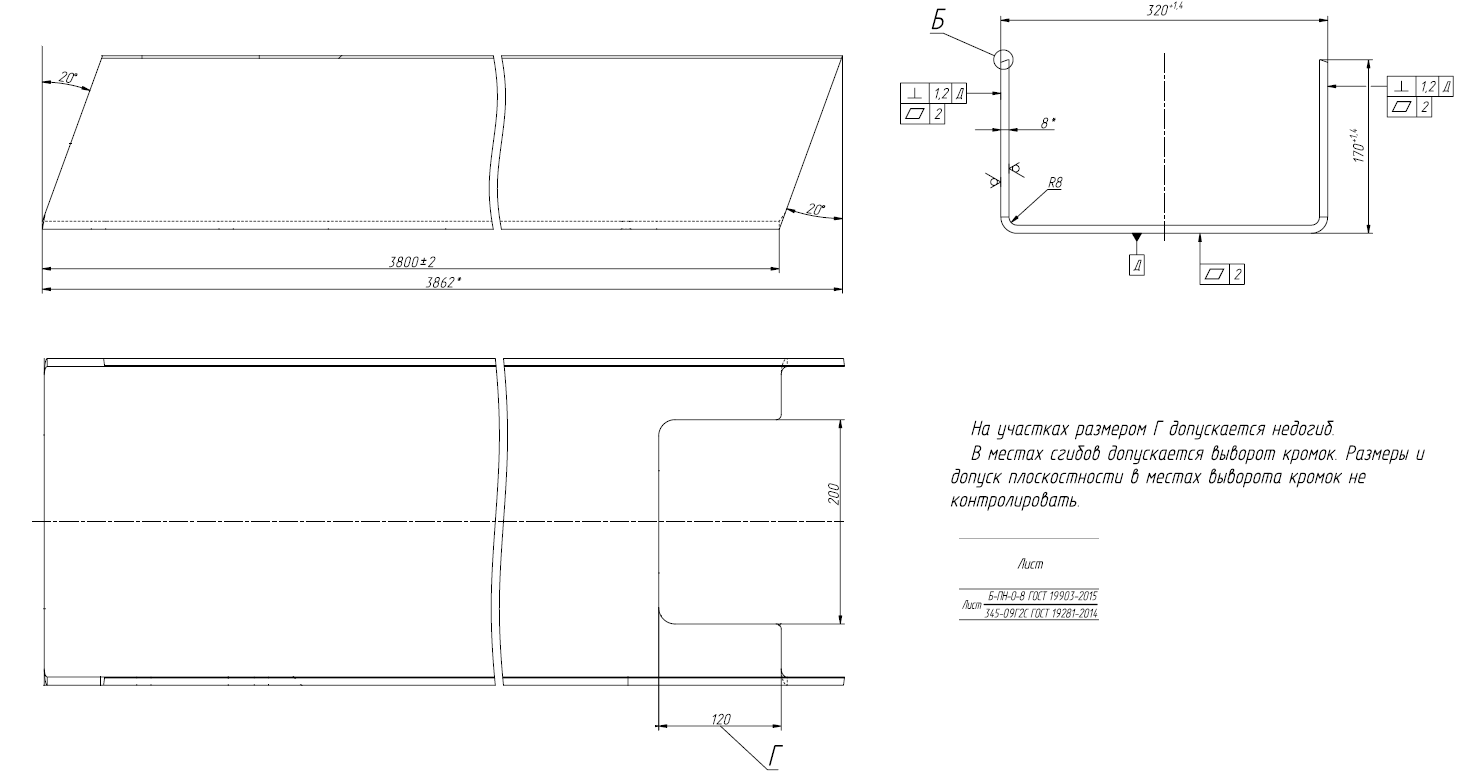 20°
20°
3800±2
3862*
Б
320⁺¹,⁴
⊥ 1,2 Д
⏥ 2
8*
R8
170⁺¹,⁴
⊥ 1,2 Д
⏥ 2
Д
⏥ 2
200
120
Г
На участках размером Г допускается недогиб.
В местах сгибов допускается выворот кромок. Размеры и
допуск плоскостности в местах выворота кромок не
контролировать.
Лист
Б-ПН-О-8 ГОСТ 19903-2015
Лист
345-09Г2С ГОСТ 19281-2014